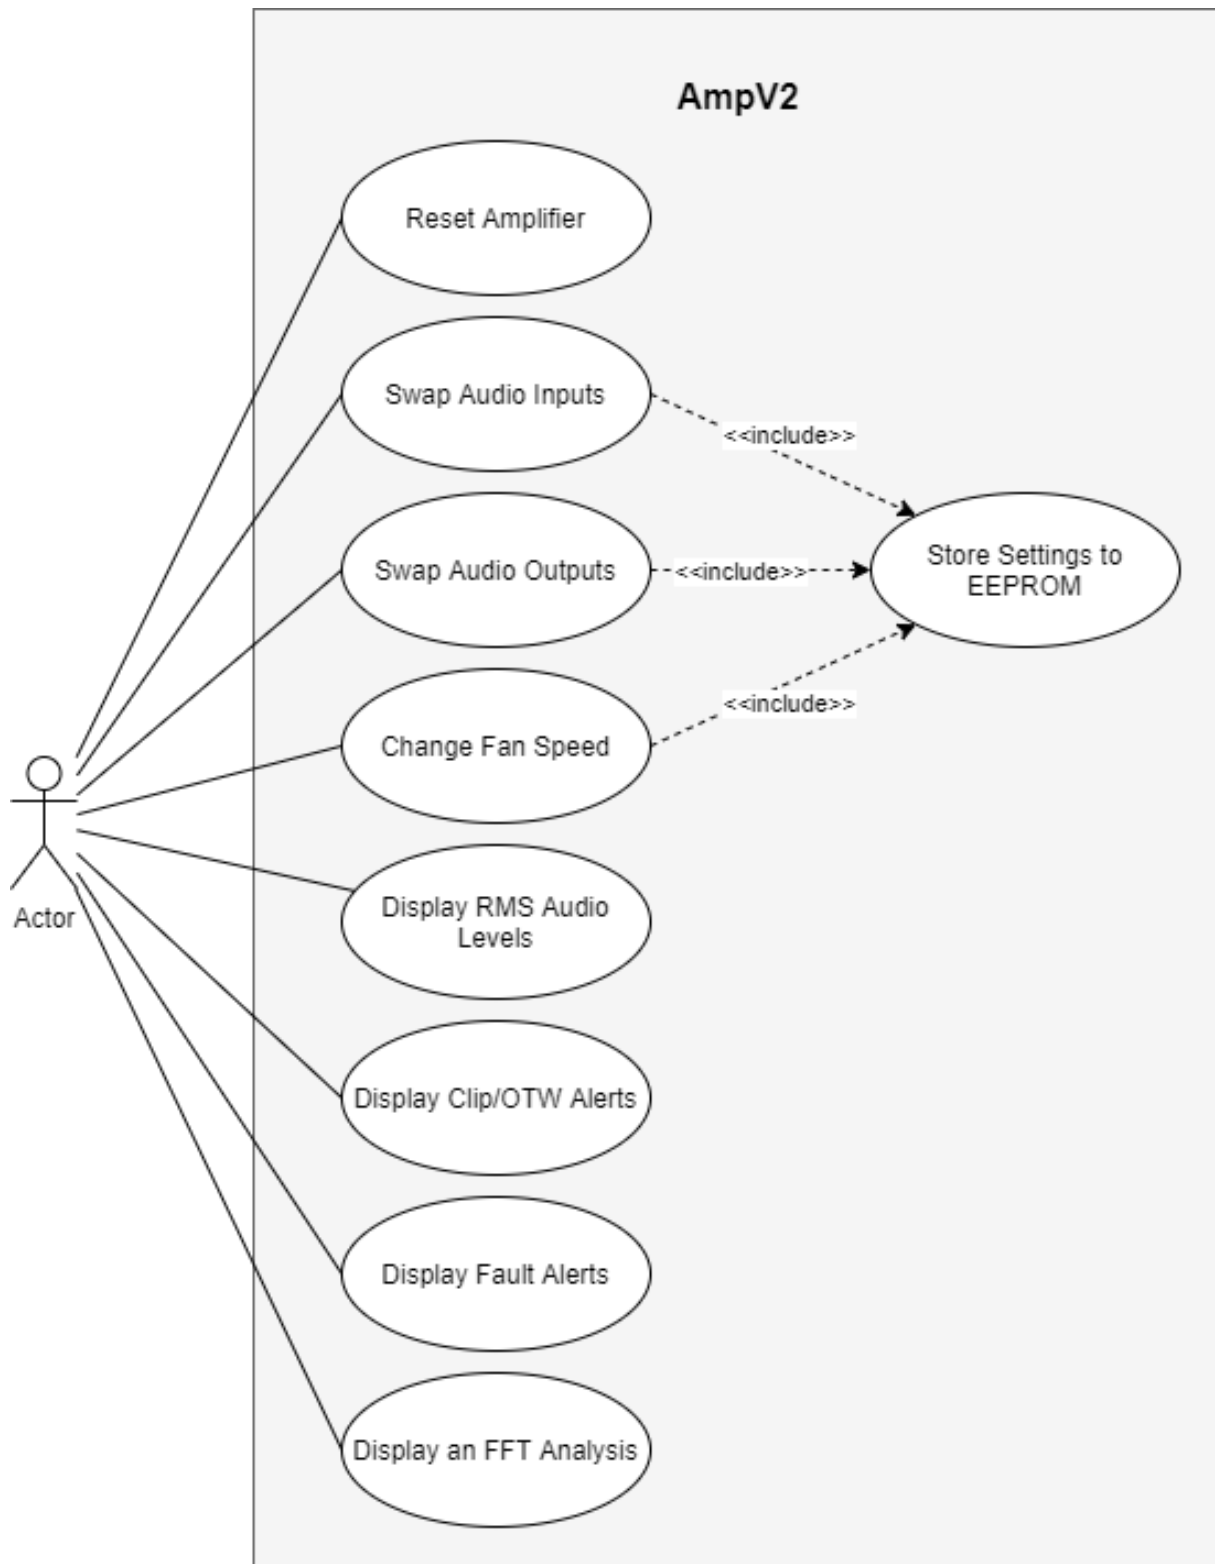 AmpV2
Reset Amplifier
Swap Audio Inputs
<<include>>
Swap Audio Outputs
<<include>>
Store Settings to
EEPROM
Change Fan Speed
<<include>>
Display RMS Audio
Levels
Actor
Display Clip/OTW Alerts
Display Fault Alerts
Display an FFT Analysis